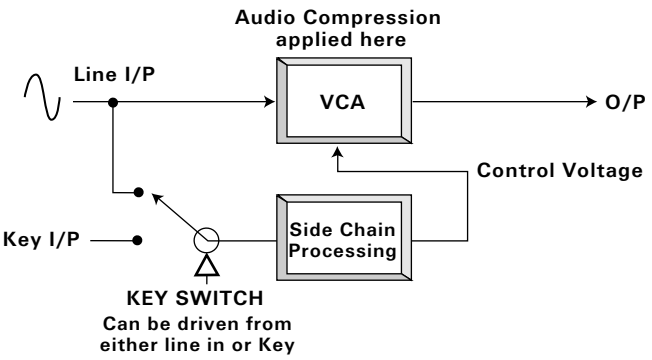 Audio Compression
applied here
Line I/P
VCA
O/P
Control Voltage
Key I/P
Side Chain
Processing
KEY SWITCH
Can be driven from
either line in or Key